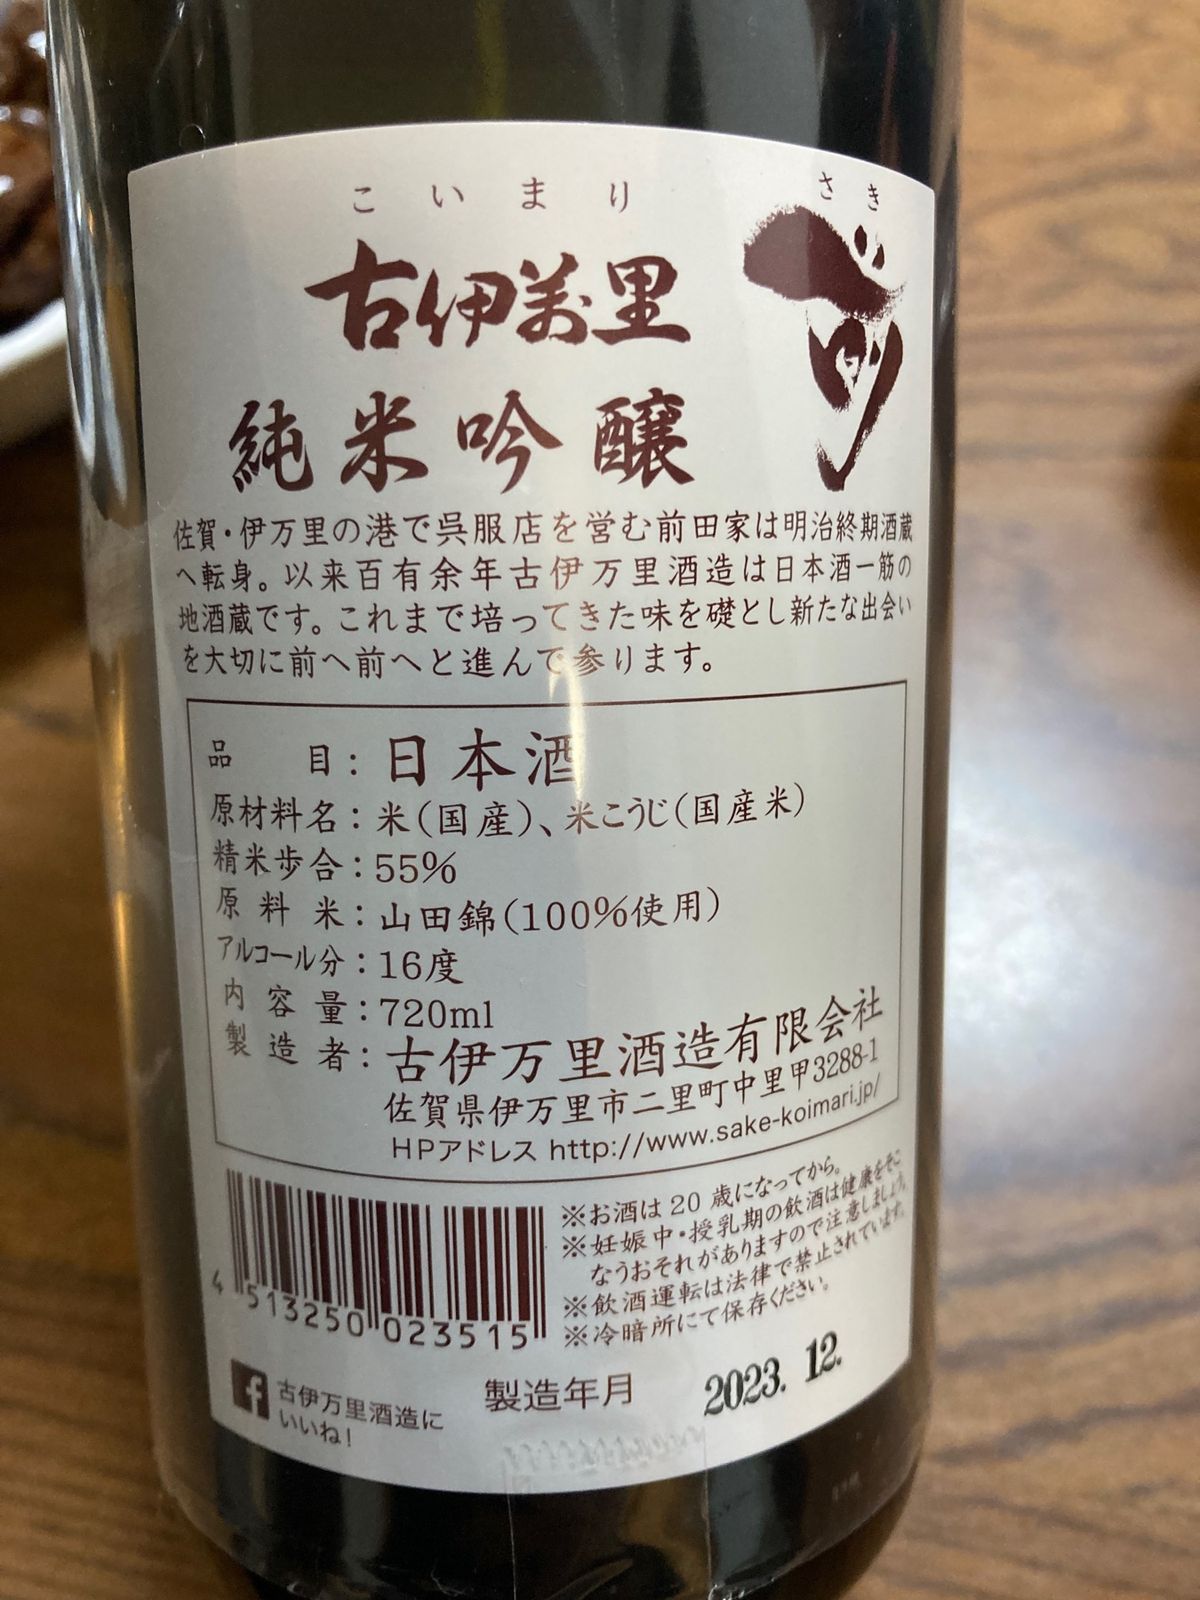 こいまり さき
古伊萬里 前
純米吟醸
佐賀・伊万里の港で呉服店を営む前田家は明治終期酒蔵
へ転身。以来百有余年古伊万里酒造は日本酒一筋の
地酒蔵です。これまで培ってきた味を礎とし新たな出会い
を大切に前へ前へと進んで参ります。
品目：日本酒
原材料名：米(国産)、米こうじ(国産米)
精米歩合：55%
原料米：山田錦(100%使用)
アルコール分：16度
内容量：720ml
製造者：古伊万里酒造有限会社
佐賀県伊万里市二里町中里甲3288-1
HPアドレス http://www.sake-koimari.jp/
※お酒は20歳になってから。
※妊娠中・授乳期の飲酒は健康をそこ
なうおそれがありますので注意しましょう。
※飲酒運転は法律で禁止されています。
※冷暗所にて保存ください。
4 513250 023515
f 古伊万里酒造に
いいね!
製造年月 2023. 12.